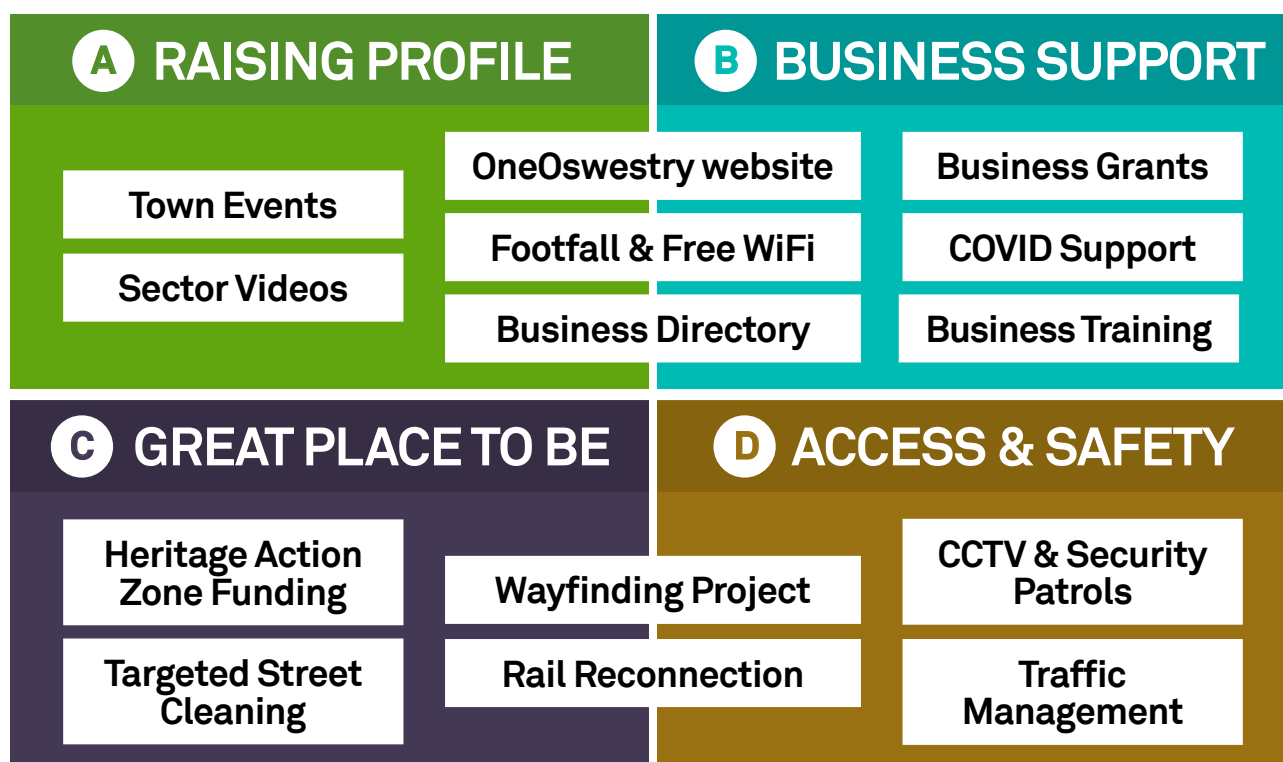 A RAISING PROFILE
Town Events
Sector Videos
OneOswestry website
Footfall & Free WiFi
Business Directory
B BUSINESS SUPPORT
Business Grants
COVID Support
Business Training
C GREAT PLACE TO BE
Heritage Action
Zone Funding
Targeted Street
Cleaning
Wayfinding Project
Rail Reconnection
D ACCESS & SAFETY
CCTV & Security
Patrols
Traffic
Management